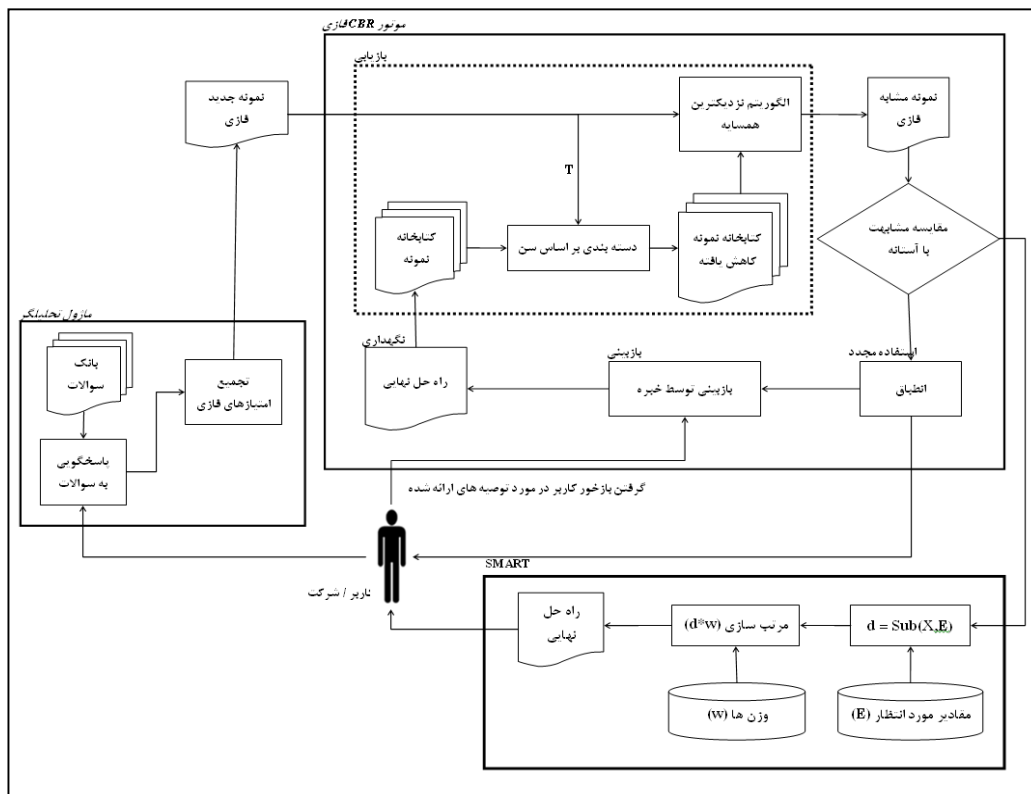 موتور CBR فازی
بازیابی
نمونه جدید
فازی
الگوریتم نزدیکترین
همسایه
نمونه مشابه
فازی
T
کتابخانه
نمونه
دسته بندی بر اساس سن
کتابخانه نمونه
کاهش یافته
مقایسه مشابهت
با آستانه
ماژول تحلیلگر
بانک
سوالات
تجمیع
امتیازهای فازی
پاسخگویی
به سوالات
نگهداری
راه حل نهایی
بازبینی
بازبینی توسط خبره
استفاده مجدد
انطباق
گرفتن بازخور کاربر در مورد توصیه های ارائه شده
کاربر / شرکت
SMART
راه حل
نهایی
مرتب سازی (d*w)
d = Sub(X,E)
وزن ها (w)
مقادیر مورد انتظار (E)